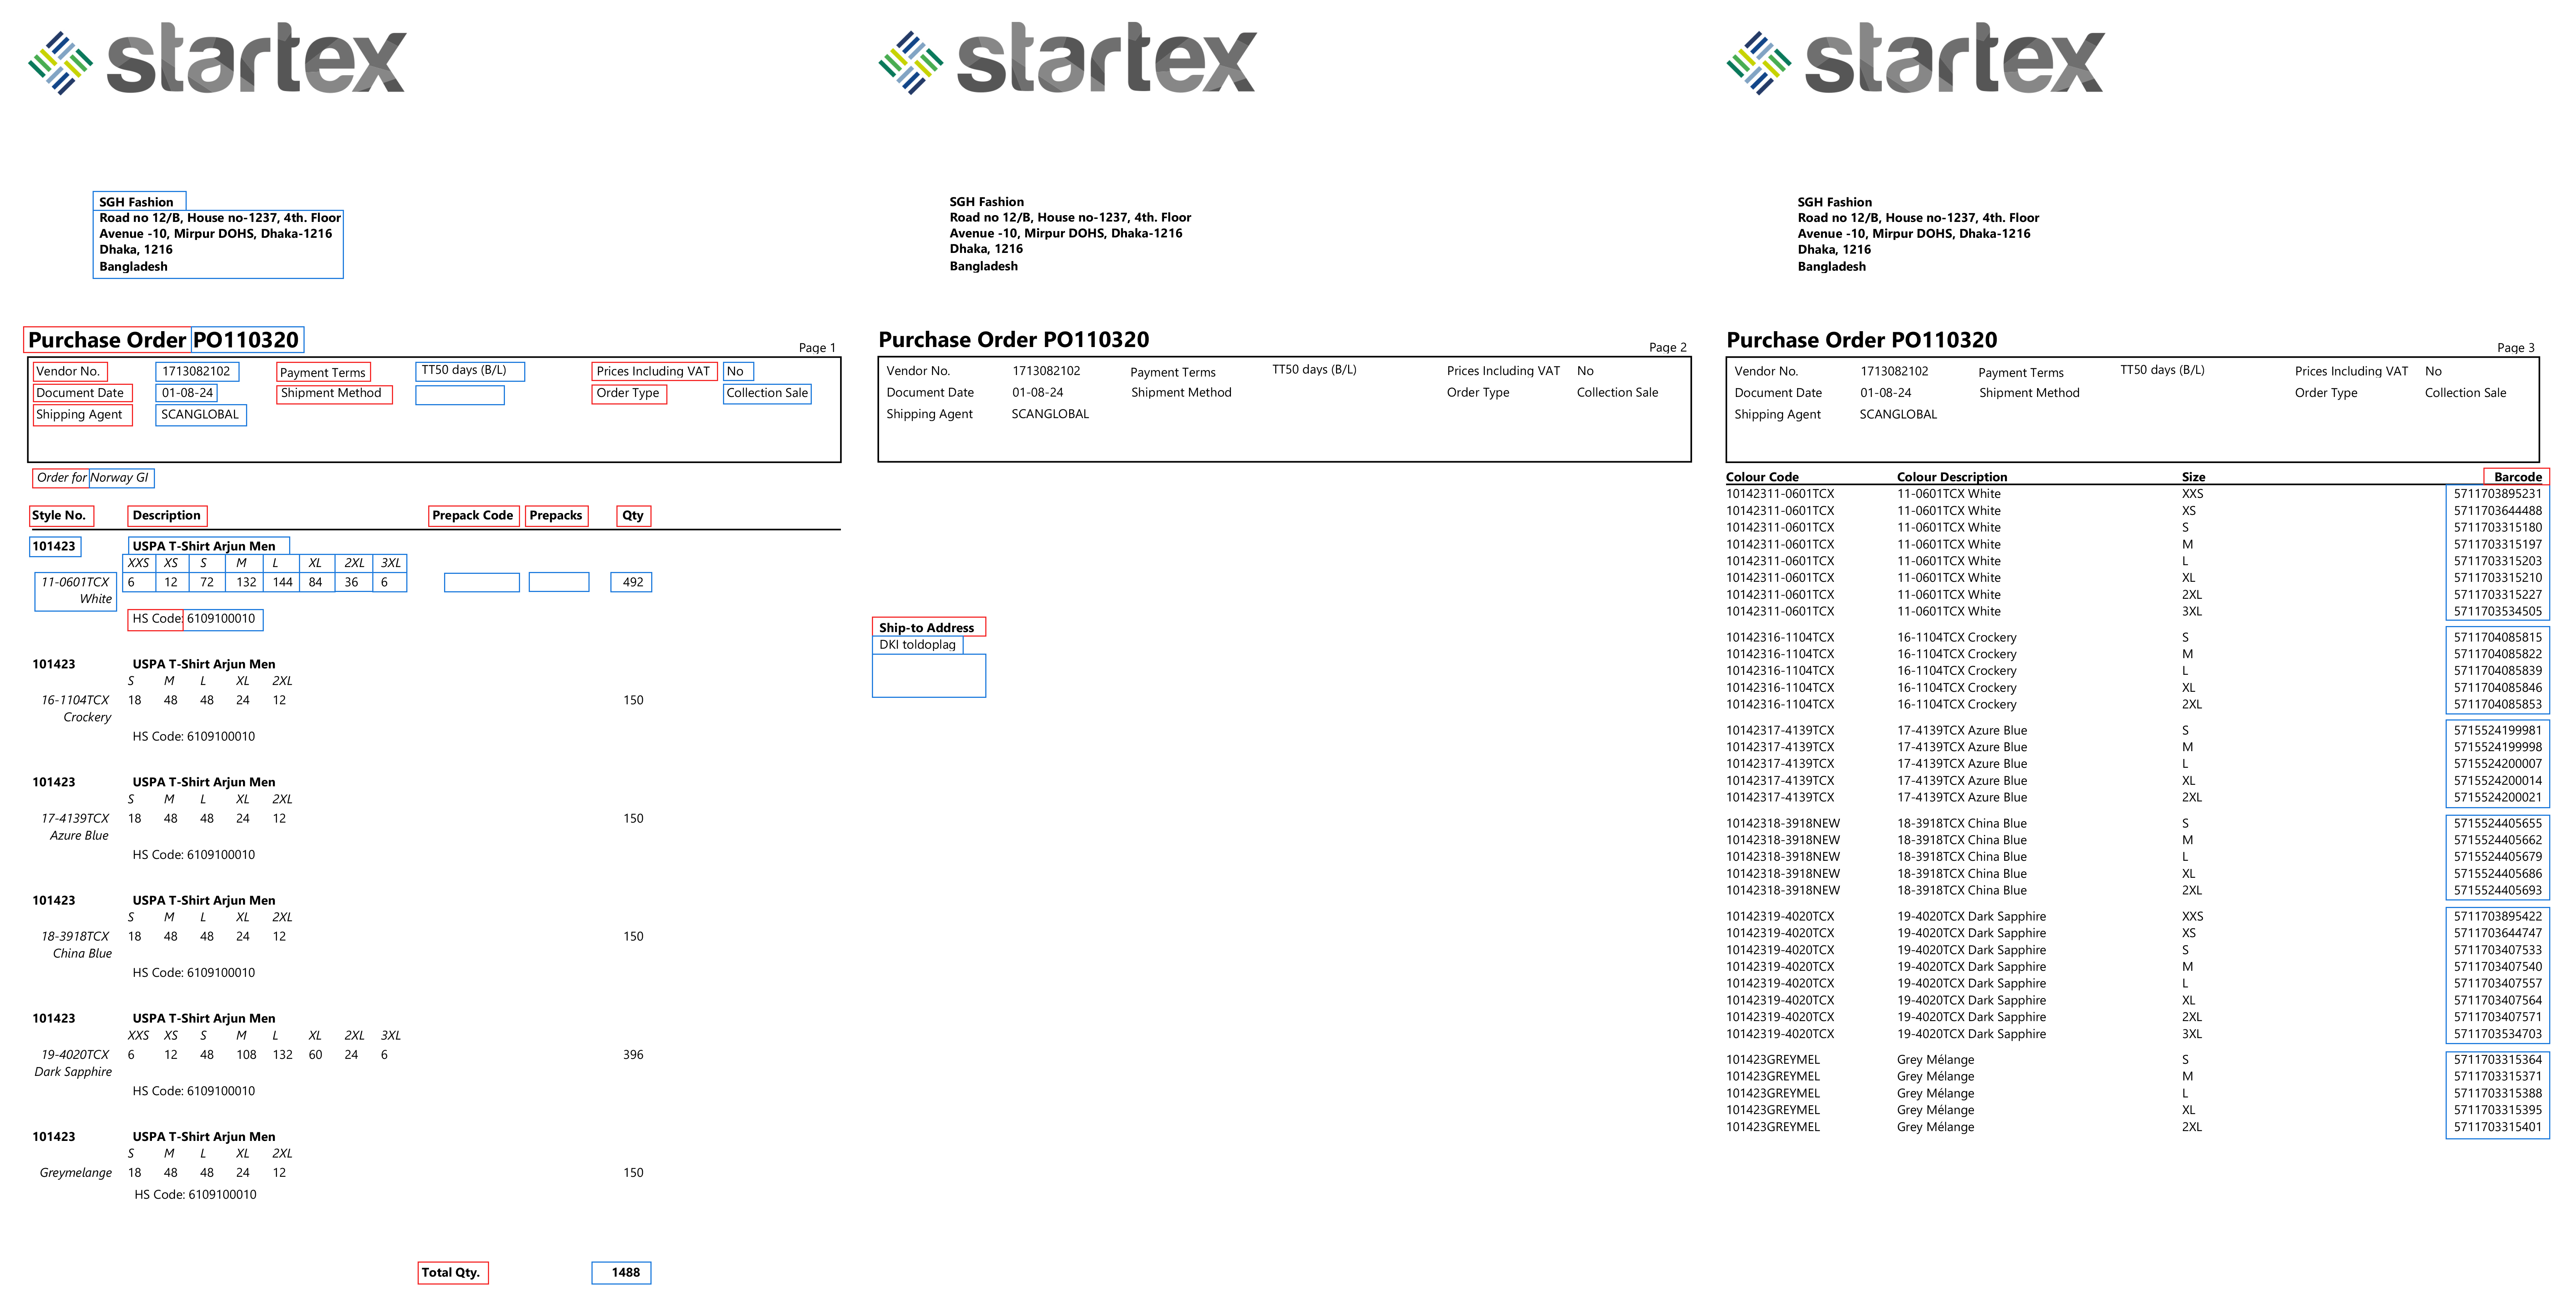 startex
SGH Fashion
Road no 12/B, House no-1237, 4th. Floor
Avenue -10, Mirpur DOHS, Dhaka-1216
Dhaka, 1216
Bangladesh
Purchase Order PO110320
Page 1
Vendor No. 1713082102 Payment Terms TT50 days (B/L) Prices Including VAT No
Document Date 01-08-24 Shipment Method Order Type Collection Sale
Shipping Agent SCANGLOBAL
Order for Norway GI
Style No. Description Prepack Code Prepacks Qty
101423 USPA T-Shirt Arjun Men
XXS XS S M L XL 2XL 3XL
11-0601TCX 6 12 72 132 144 84 36 6 492
White
HS Code: 6109100010
101423 USPA T-Shirt Arjun Men
S M L XL 2XL
16-1104TCX 18 48 48 24 12 150
Crockery
HS Code: 6109100010
101423 USPA T-Shirt Arjun Men
S M L XL 2XL
17-4139TCX 18 48 48 24 12 150
Azure Blue
HS Code: 6109100010
101423 USPA T-Shirt Arjun Men
S M L XL 2XL
18-3918TCX 18 48 48 24 12 150
China Blue
HS Code: 6109100010
101423 USPA T-Shirt Arjun Men
XXS XS S M L XL 2XL 3XL
19-4020TCX 6 12 48 108 132 60 24 6 396
Dark Sapphire
HS Code: 6109100010
101423 USPA T-Shirt Arjun Men
S M L XL 2XL
Greymelange 18 48 48 24 12 150
HS Code: 6109100010
Total Qty. 1488
startex
SGH Fashion
Road no 12/B, House no-1237, 4th. Floor
Avenue -10, Mirpur DOHS, Dhaka-1216
Dhaka, 1216
Bangladesh
Purchase Order PO110320
Page 2
Vendor No. 1713082102 Payment Terms TT50 days (B/L) Prices Including VAT No
Document Date 01-08-24 Shipment Method Order Type Collection Sale
Shipping Agent SCANGLOBAL
Ship-to Address
DKI toldoplag
startex
SGH Fashion
Road no 12/B, House no-1237, 4th. Floor
Avenue -10, Mirpur DOHS, Dhaka-1216
Dhaka, 1216
Bangladesh
Purchase Order PO110320
Page 3
Vendor No. 1713082102 Payment Terms TT50 days (B/L) Prices Including VAT No
Document Date 01-08-24 Shipment Method Order Type Collection Sale
Shipping Agent SCANGLOBAL
Colour Code Colour Description Size Barcode
10142311-0601TCX 11-0601TCX White XXS 5711703895231
10142311-0601TCX 11-0601TCX White XS 5711703644488
10142311-0601TCX 11-0601TCX White S 5711703315180
10142311-0601TCX 11-0601TCX White M 5711703315197
10142311-0601TCX 11-0601TCX White L 5711703315203
10142311-0601TCX 11-0601TCX White XL 5711703315210
10142311-0601TCX 11-0601TCX White 2XL 5711703315227
10142311-0601TCX 11-0601TCX White 3XL 5711703534505
10142316-1104TCX 16-1104TCX Crockery S 5711704085815
10142316-1104TCX 16-1104TCX Crockery M 5711704085822
10142316-1104TCX 16-1104TCX Crockery L 5711704085839
10142316-1104TCX 16-1104TCX Crockery XL 5711704085846
10142316-1104TCX 16-1104TCX Crockery 2XL 5711704085853
10142317-4139TCX 17-4139TCX Azure Blue S 5715524199981
10142317-4139TCX 17-4139TCX Azure Blue M 5715524199998
10142317-4139TCX 17-4139TCX Azure Blue L 5715524200007
10142317-4139TCX 17-4139TCX Azure Blue XL 5715524200014
10142317-4139TCX 17-4139TCX Azure Blue 2XL 5715524200021
10142318-3918NEW 18-3918TCX China Blue S 5715524405655
10142318-3918NEW 18-3918TCX China Blue M 5715524405662
10142318-3918NEW 18-3918TCX China Blue L 5715524405679
10142318-3918NEW 18-3918TCX China Blue XL 5715524405686
10142318-3918NEW 18-3918TCX China Blue 2XL 5715524405693
10142319-4020TCX 19-4020TCX Dark Sapphire XXS 5711703895422
10142319-4020TCX 19-4020TCX Dark Sapphire XS 5711703644747
10142319-4020TCX 19-4020TCX Dark Sapphire S 5711703407533
10142319-4020TCX 19-4020TCX Dark Sapphire M 5711703407540
10142319-4020TCX 19-4020TCX Dark Sapphire L 5711703407557
10142319-4020TCX 19-4020TCX Dark Sapphire XL 5711703407564
10142319-4020TCX 19-4020TCX Dark Sapphire 2XL 5711703407571
10142319-4020TCX 19-4020TCX Dark Sapphire 3XL 5711703534703
101423GREYMEL Grey Mélange S 5711703315364
101423GREYMEL Grey Mélange M 5711703315371
101423GREYMEL Grey Mélange L 5711703315388
101423GREYMEL Grey Mélange XL 5711703315395
101423GREYMEL Grey Mélange 2XL 5711703315401